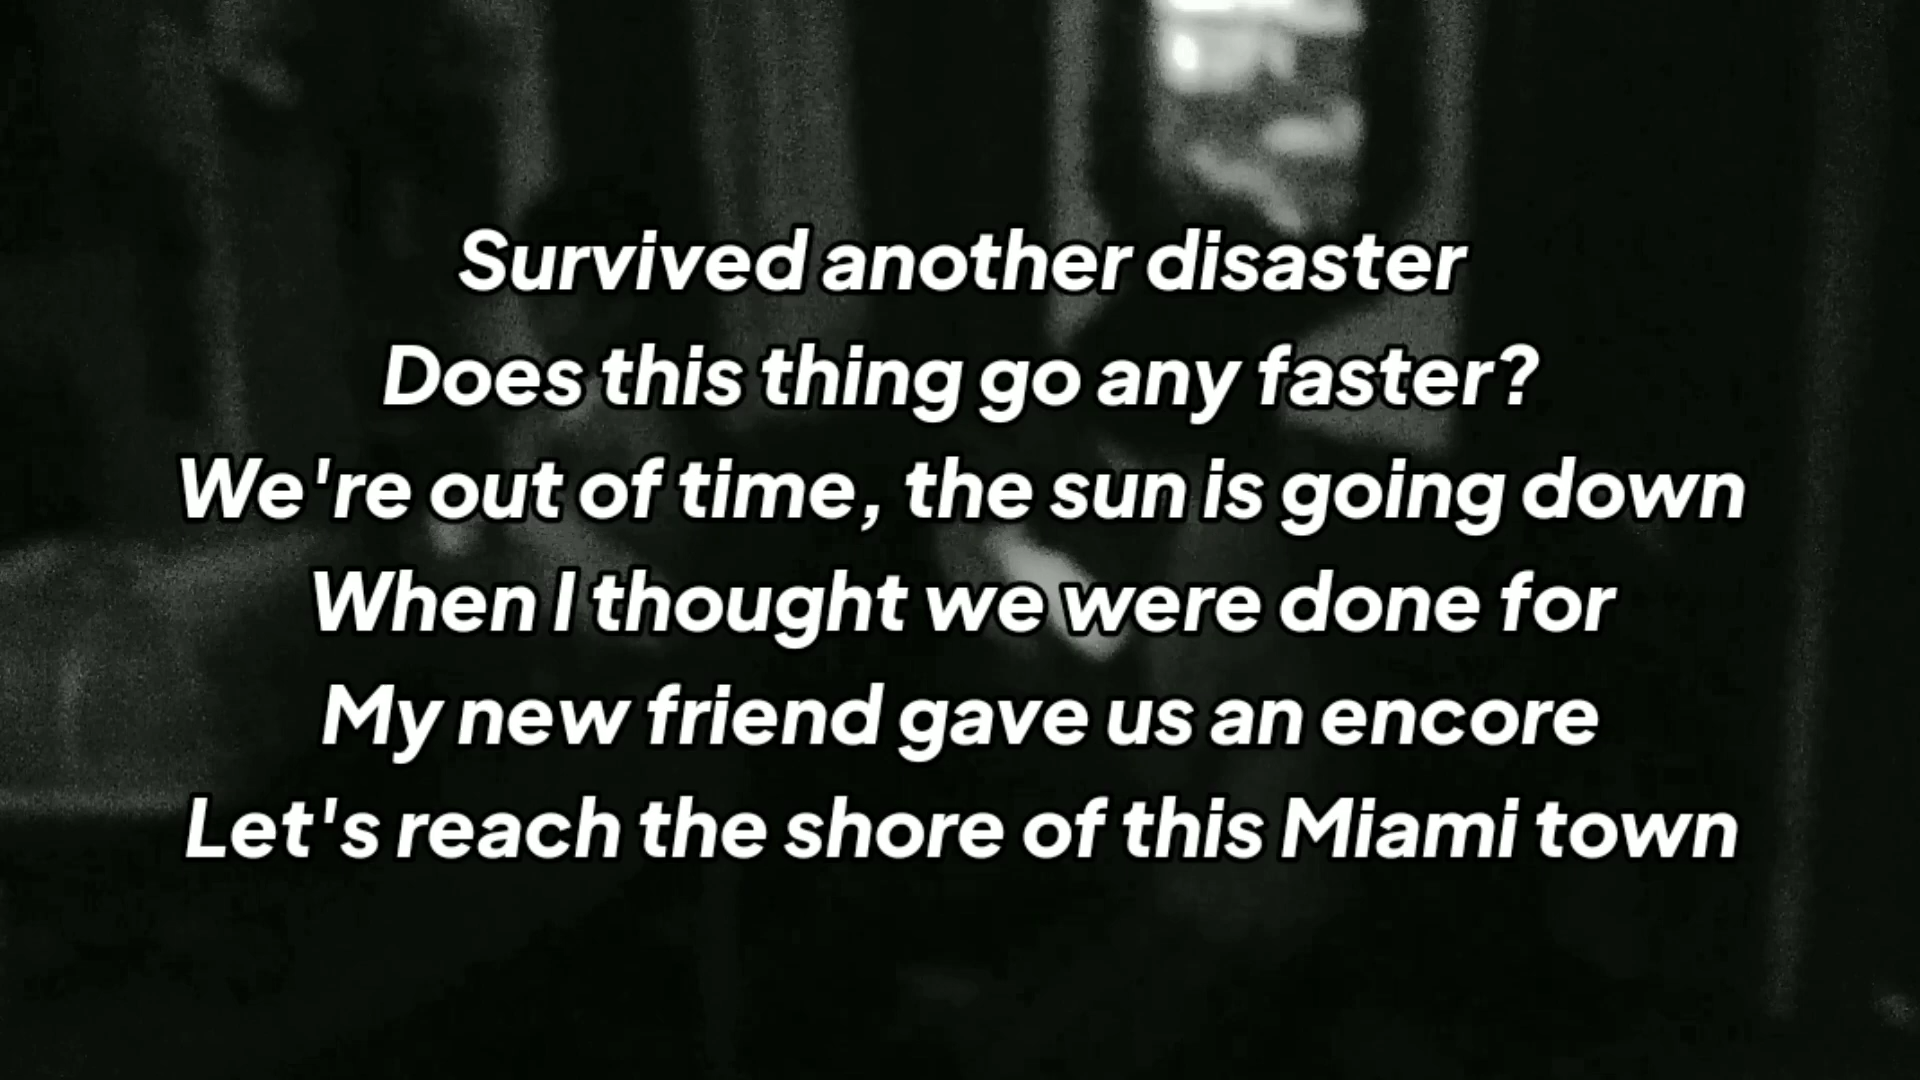 Survived another disaster
Does this thing go any faster?
We're out of time, the sun is going down
When I thought we were done for
My new friend gave us an encore
Let's reach the shore of this Miami town